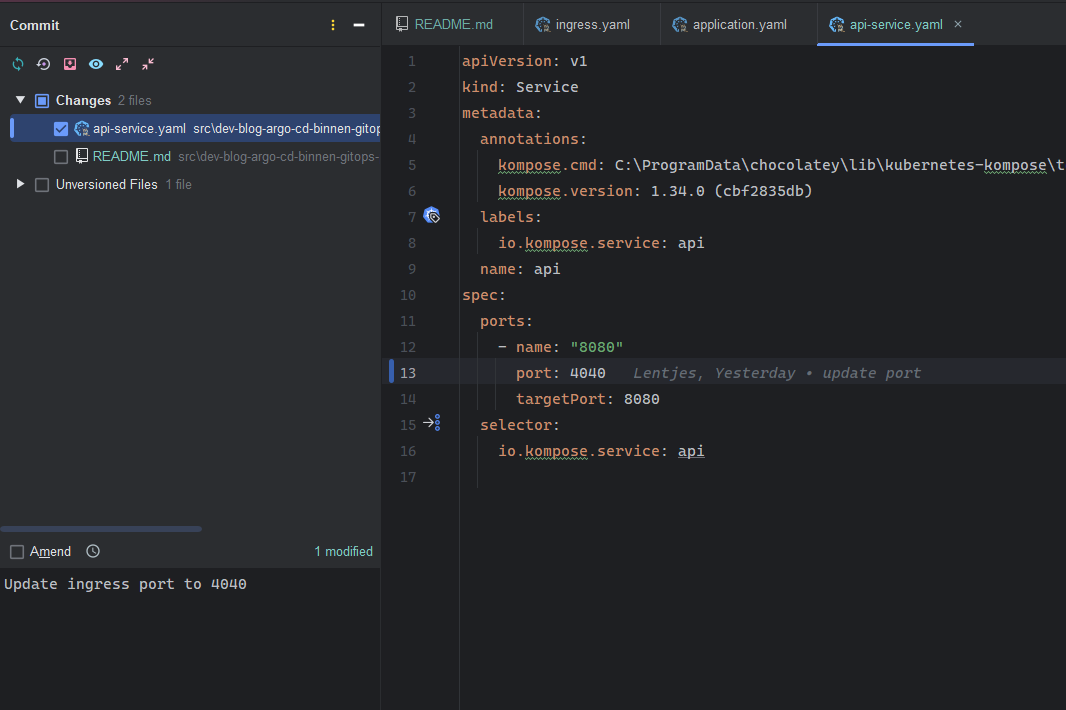 Commit
Changes 2 files
api-service.yaml src\dev-blog-argo-cd-binnen-gitop
README.md src\dev-blog-argo-cd-binnen-gitops-
Unversioned Files 1 file
Amend 1 modified
Update ingress port to 4040
README.md ingress.yaml application.yaml api-service.yaml
1 apiVersion: v1
2 kind: Service
3 metadata:
4 annotations:
5 kompose.cmd: C:\ProgramData\chocolatey\lib\kubernetes-kompose\t
6 kompose.version: 1.34.0 (cbf2835db)
7 labels:
8 io.kompose.service: api
9 name: api
10 spec:
11 ports:
12 - name: "8080"
13 port: 4040 Lentjes, Yesterday • update port
14 targetPort: 8080
15 selector:
16 io.kompose.service: api
17